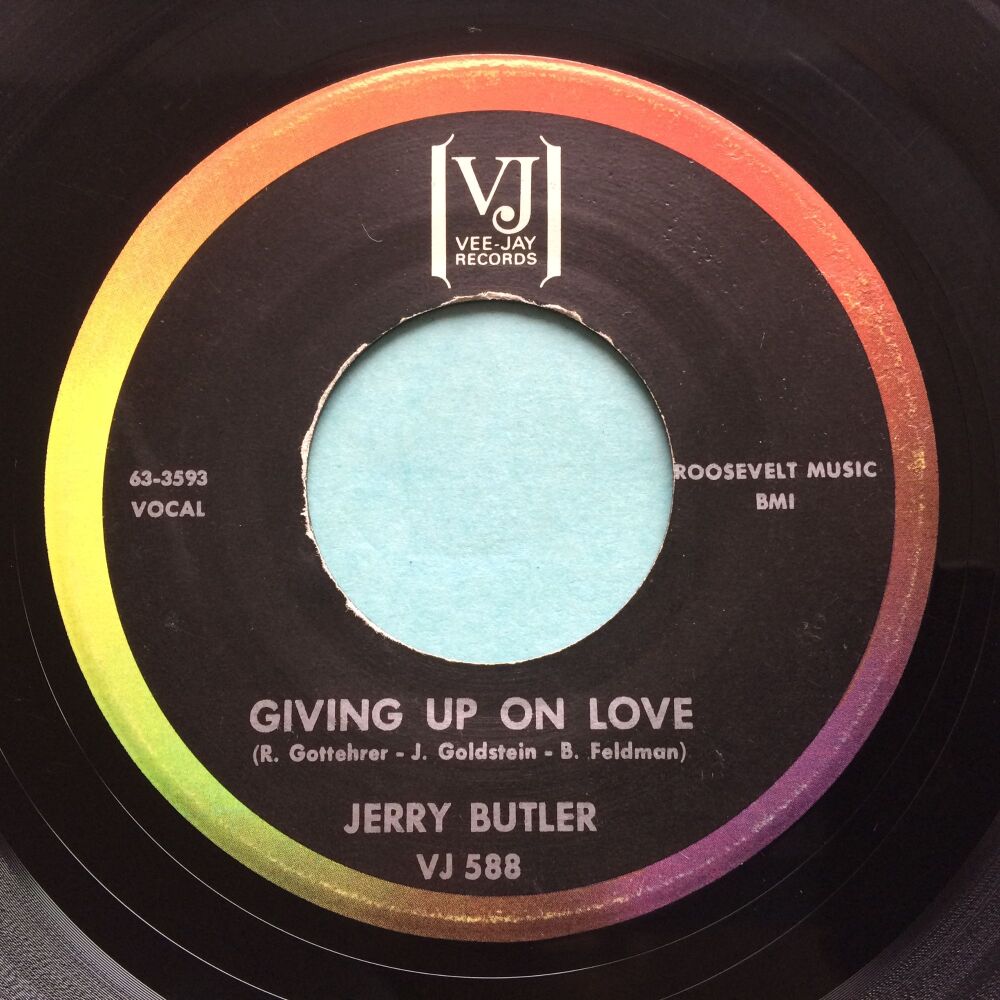 VJ
VEE-JAY
RECORDS
63-3593
VOCAL
ROOSEVELT MUSIC
BMI
GIVING UP ON LOVE
(R. Gottehrer - J. Goldstein - B. Feldman)
JERRY BUTLER
VJ 588